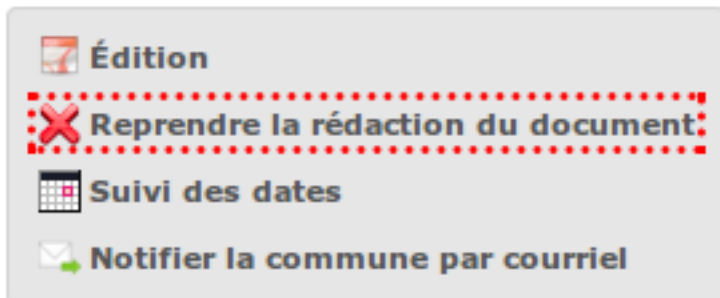 Édition
Reprendre la rédaction du document
Suivi des dates
Notifier la commune par courriel